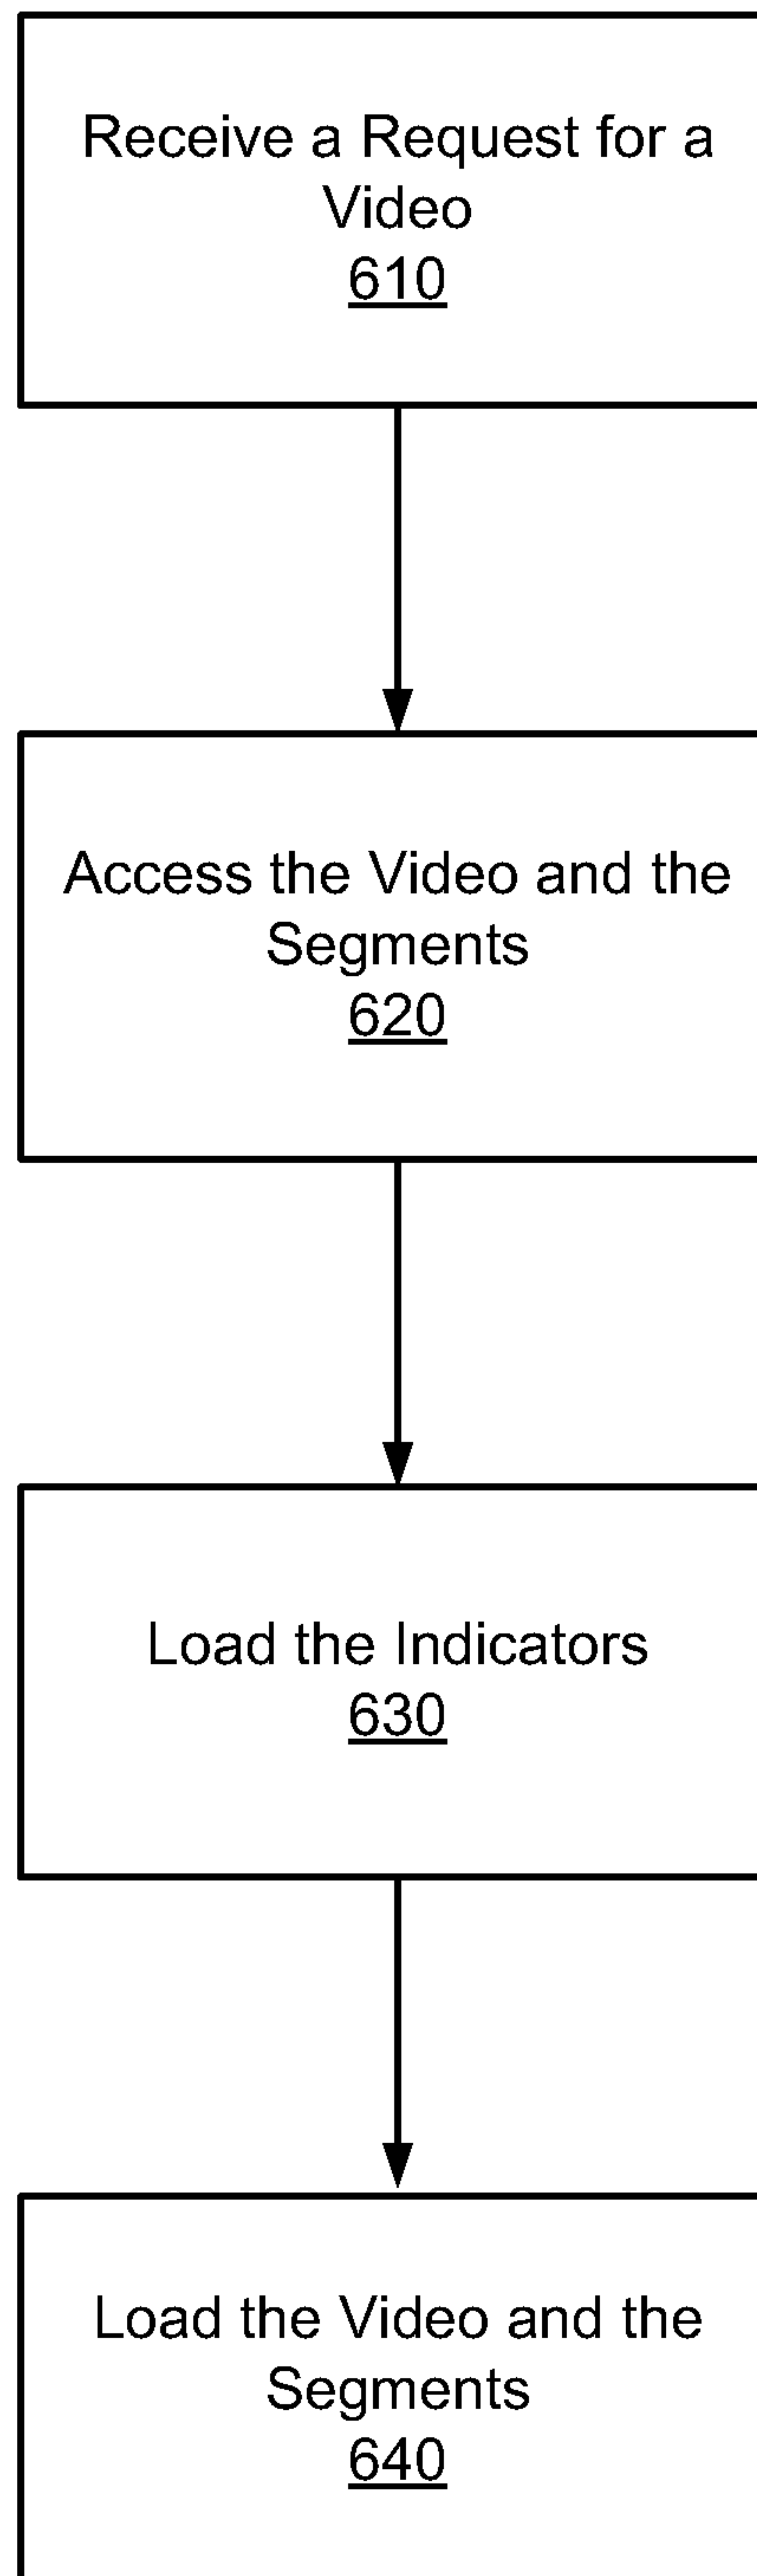 Receive a Request for a
Video
610
Access the Video and the
Segments
620
Load the Indicators
630
Load the Video and the
Segments
640